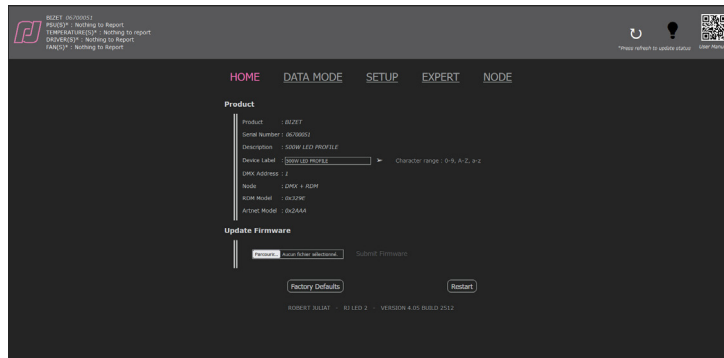 BIZET 06700051
PSU(S)* : Nothing to Report
TEMPERATURE(S)* : Nothing to report
DRIVER(S)* : Nothing to Report
FAN(S)* : Nothing to Report
*Press refresh to update status
User Manu
HOME DATA MODE SETUP EXPERT NODE
Product
Product : BIZET
Serial Number : 06700051
Description : 500W LED PROFILE
Device Label : 500W LED PROFILE ► Character range : 0-9, A-Z, a-z
DMX Address : 1
Node : DMX + RDM
RDM Model : 0x329E
Artnet Model : 0x2AAA
Update Firmware
Parcourir... Aucun fichier sélectionné. Submit Firmware
Factory Defaults Restart
ROBERT JULIAT - RJ LED 2 - VERSION 4.05 BUILD 2512